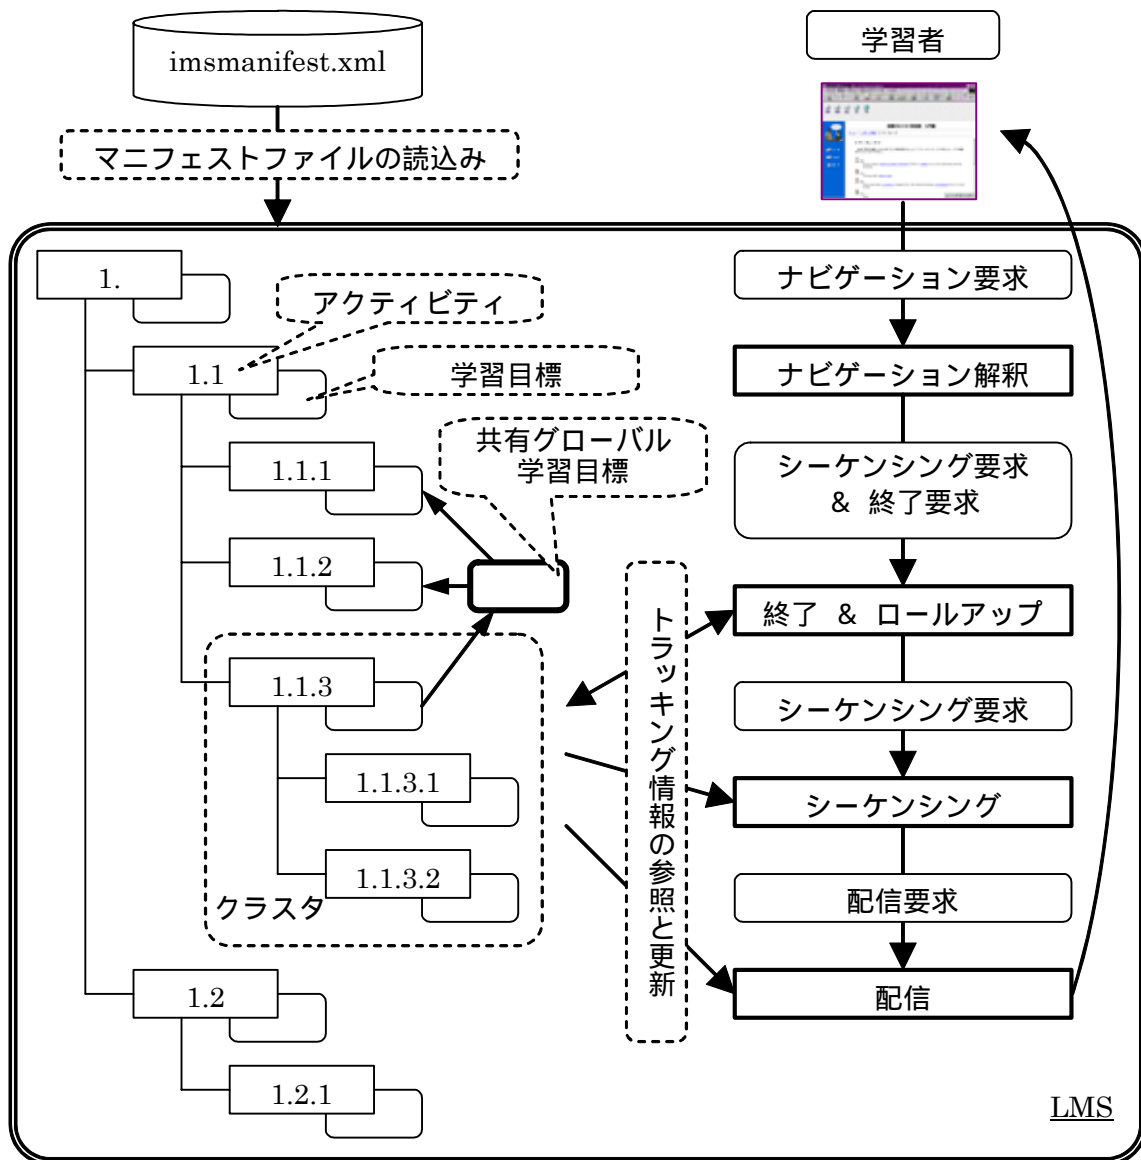 imsmanifest.xml
学習者
マニフェストファイルの読込み
1.
アクティビティ
1.1
学習目標
共有グローバル
学習目標
1.1.1
1.1.2
1.1.3
1.1.3.1
1.1.3.2
クラスタ
1.2
1.2.1
トラッキング情報の参照と更新
ナビゲーション要求
ナビゲーション解釈
シーケンシング要求
& 終了要求
終了 & ロールアップ
シーケンシング要求
シーケンシング
配信要求
配信
LMS